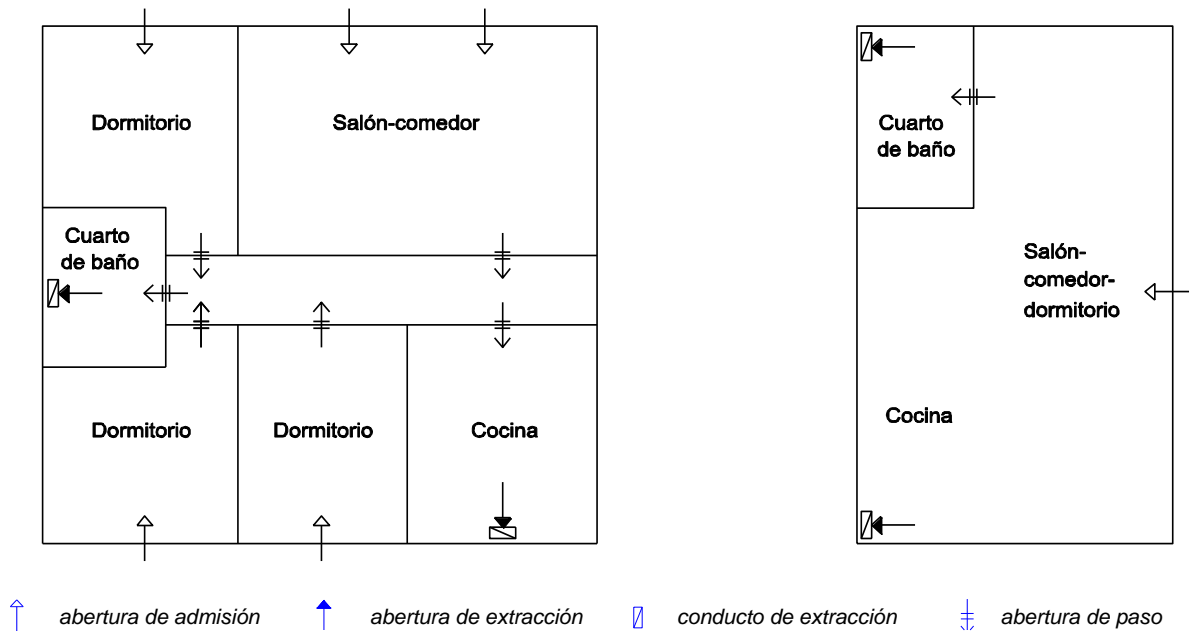 Dormitorio
Salón-comedor
Cuarto
de baño
Dormitorio
Dormitorio
Cocina
Cuarto
de baño
Salón-
comedor-
dormitorio
Cocina
abertura de admisión
abertura de extracción
conducto de extracción
abertura de paso